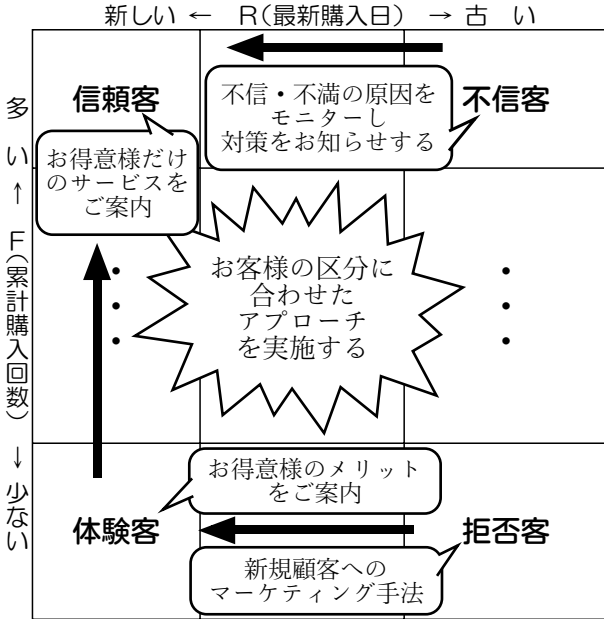 新しい ← R(最新購入日) → 古い
多い ↑ F(累計購入回数) ↓ 少ない
信頼客
不信・不満の原因を
モニターし
対策をお知らせする
不信客
お得意様だけ
のサービスを
ご案内
お客様の区分に
合わせた
アプローチ
を実施する
お得意様のメリット
をご案内
体験客
拒否客
新規顧客への
マーケティング手法